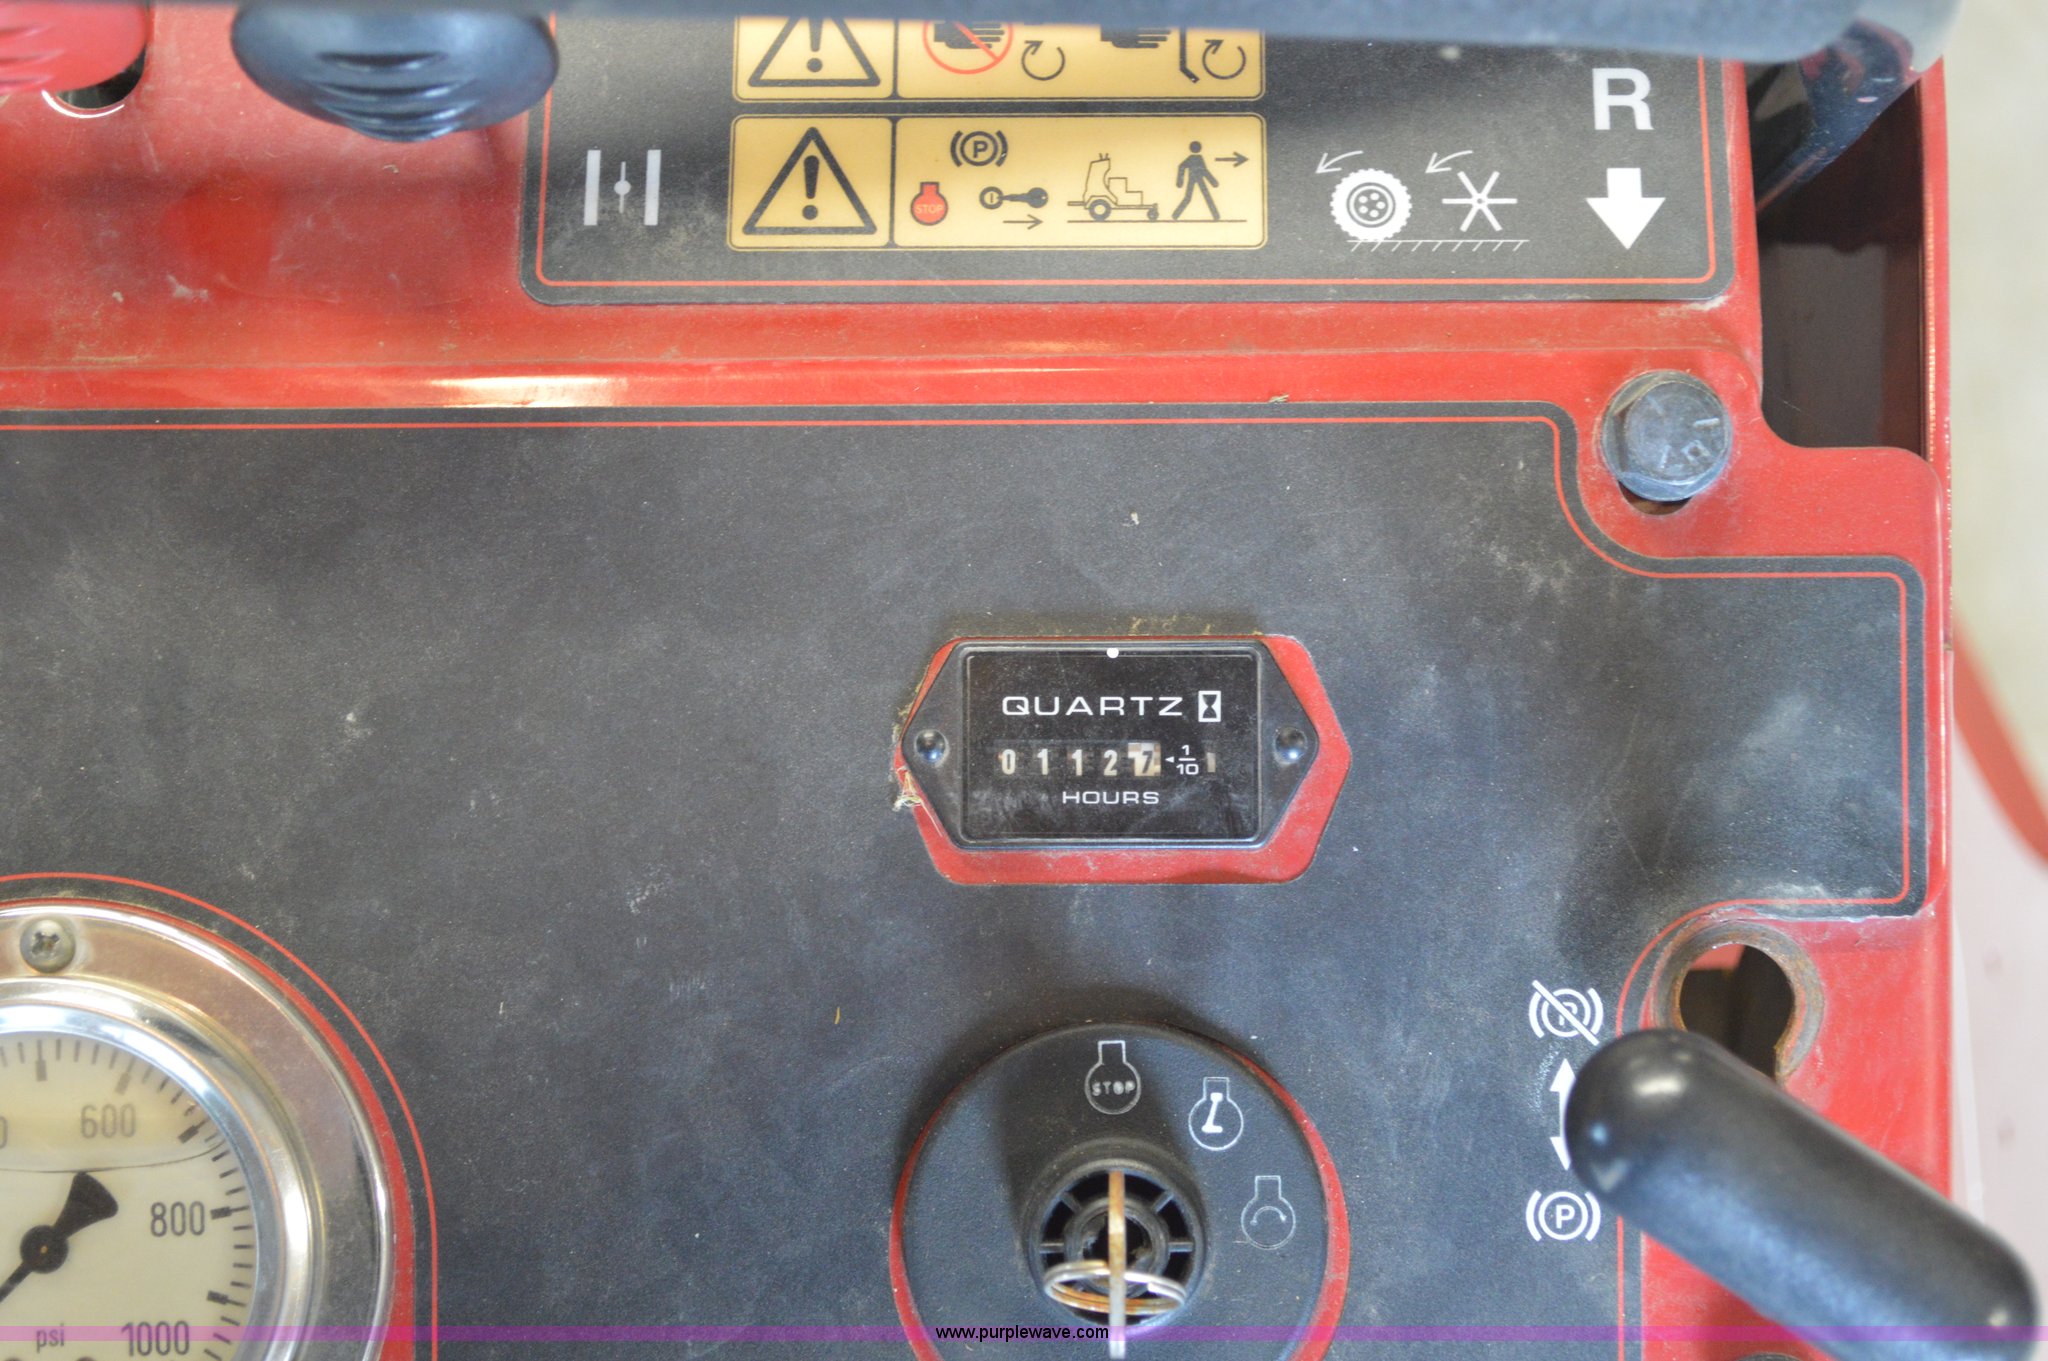 R
P
STOP
QUARTZ
0 1 1 2 7 1/10
HOURS
STOP
P
P
600
800
1000
psi
www.purplewave.com